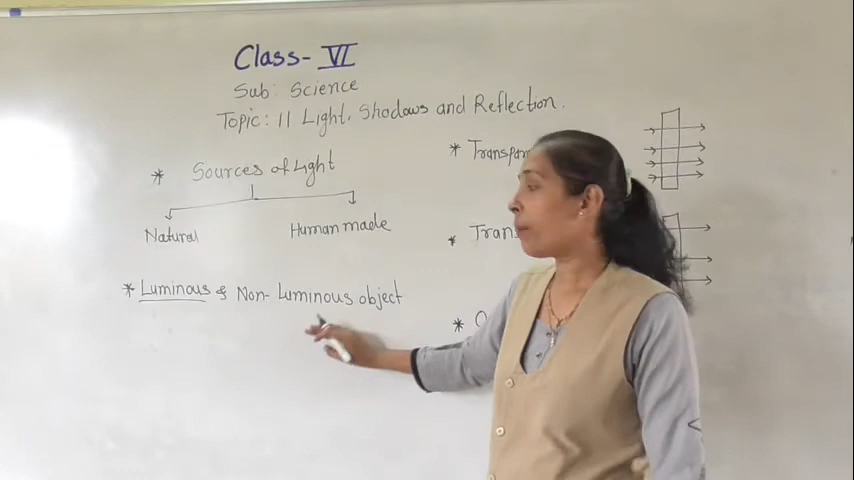 Class- VI
Sub: Science
Topic: 11 Light, Shadows and Reflection.
* Sources of Light
Natural
Human made
* Luminous & Non-Luminous object
* Transpar
* Trans
* O